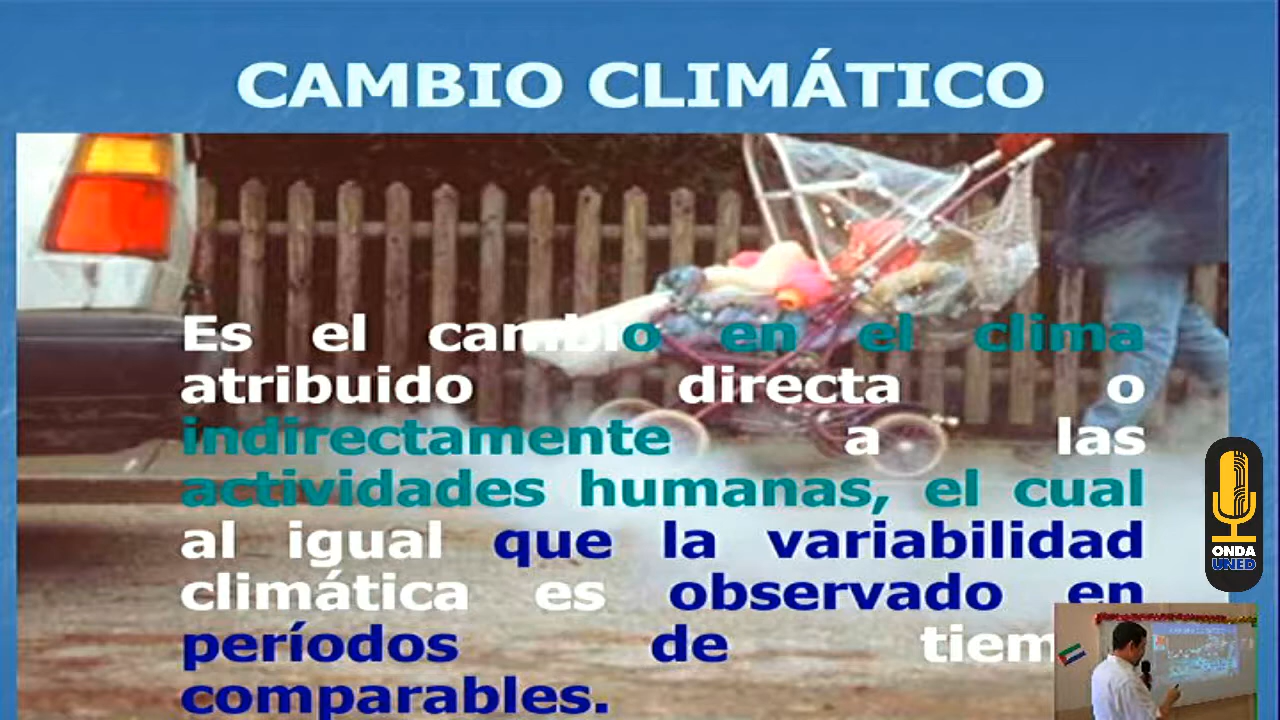 CAMBIO CLIMÁTICO
Es el cambio en el clima
atribuido directa o
indirectamente a las
actividades humanas, el cual
al igual que la variabilidad
climática es observado en
períodos de tiem
comparables.
ONDA
UNED